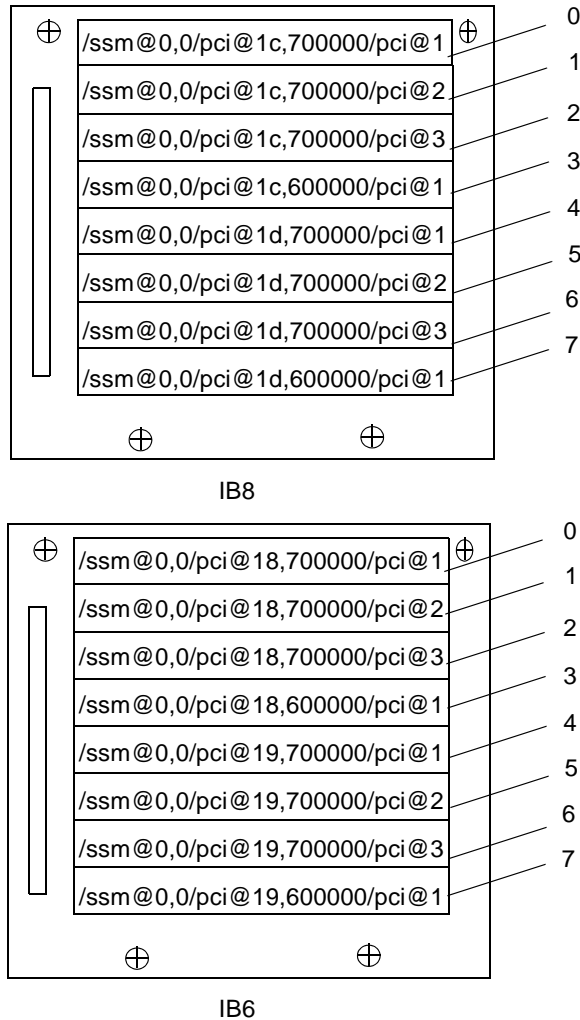 /ssm@0,0/pci@1c,700000/pci@1 0
/ssm@0,0/pci@1c,700000/pci@2 1
/ssm@0,0/pci@1c,700000/pci@3 2
/ssm@0,0/pci@1c,600000/pci@1 3
/ssm@0,0/pci@1d,700000/pci@1 4
/ssm@0,0/pci@1d,700000/pci@2 5
/ssm@0,0/pci@1d,700000/pci@3 6
/ssm@0,0/pci@1d,600000/pci@1 7
IB8
/ssm@0,0/pci@18,700000/pci@1 0
/ssm@0,0/pci@18,700000/pci@2 1
/ssm@0,0/pci@18,700000/pci@3 2
/ssm@0,0/pci@18,600000/pci@1 3
/ssm@0,0/pci@19,700000/pci@1 4
/ssm@0,0/pci@19,700000/pci@2 5
/ssm@0,0/pci@19,700000/pci@3 6
/ssm@0,0/pci@19,600000/pci@1 7
IB6